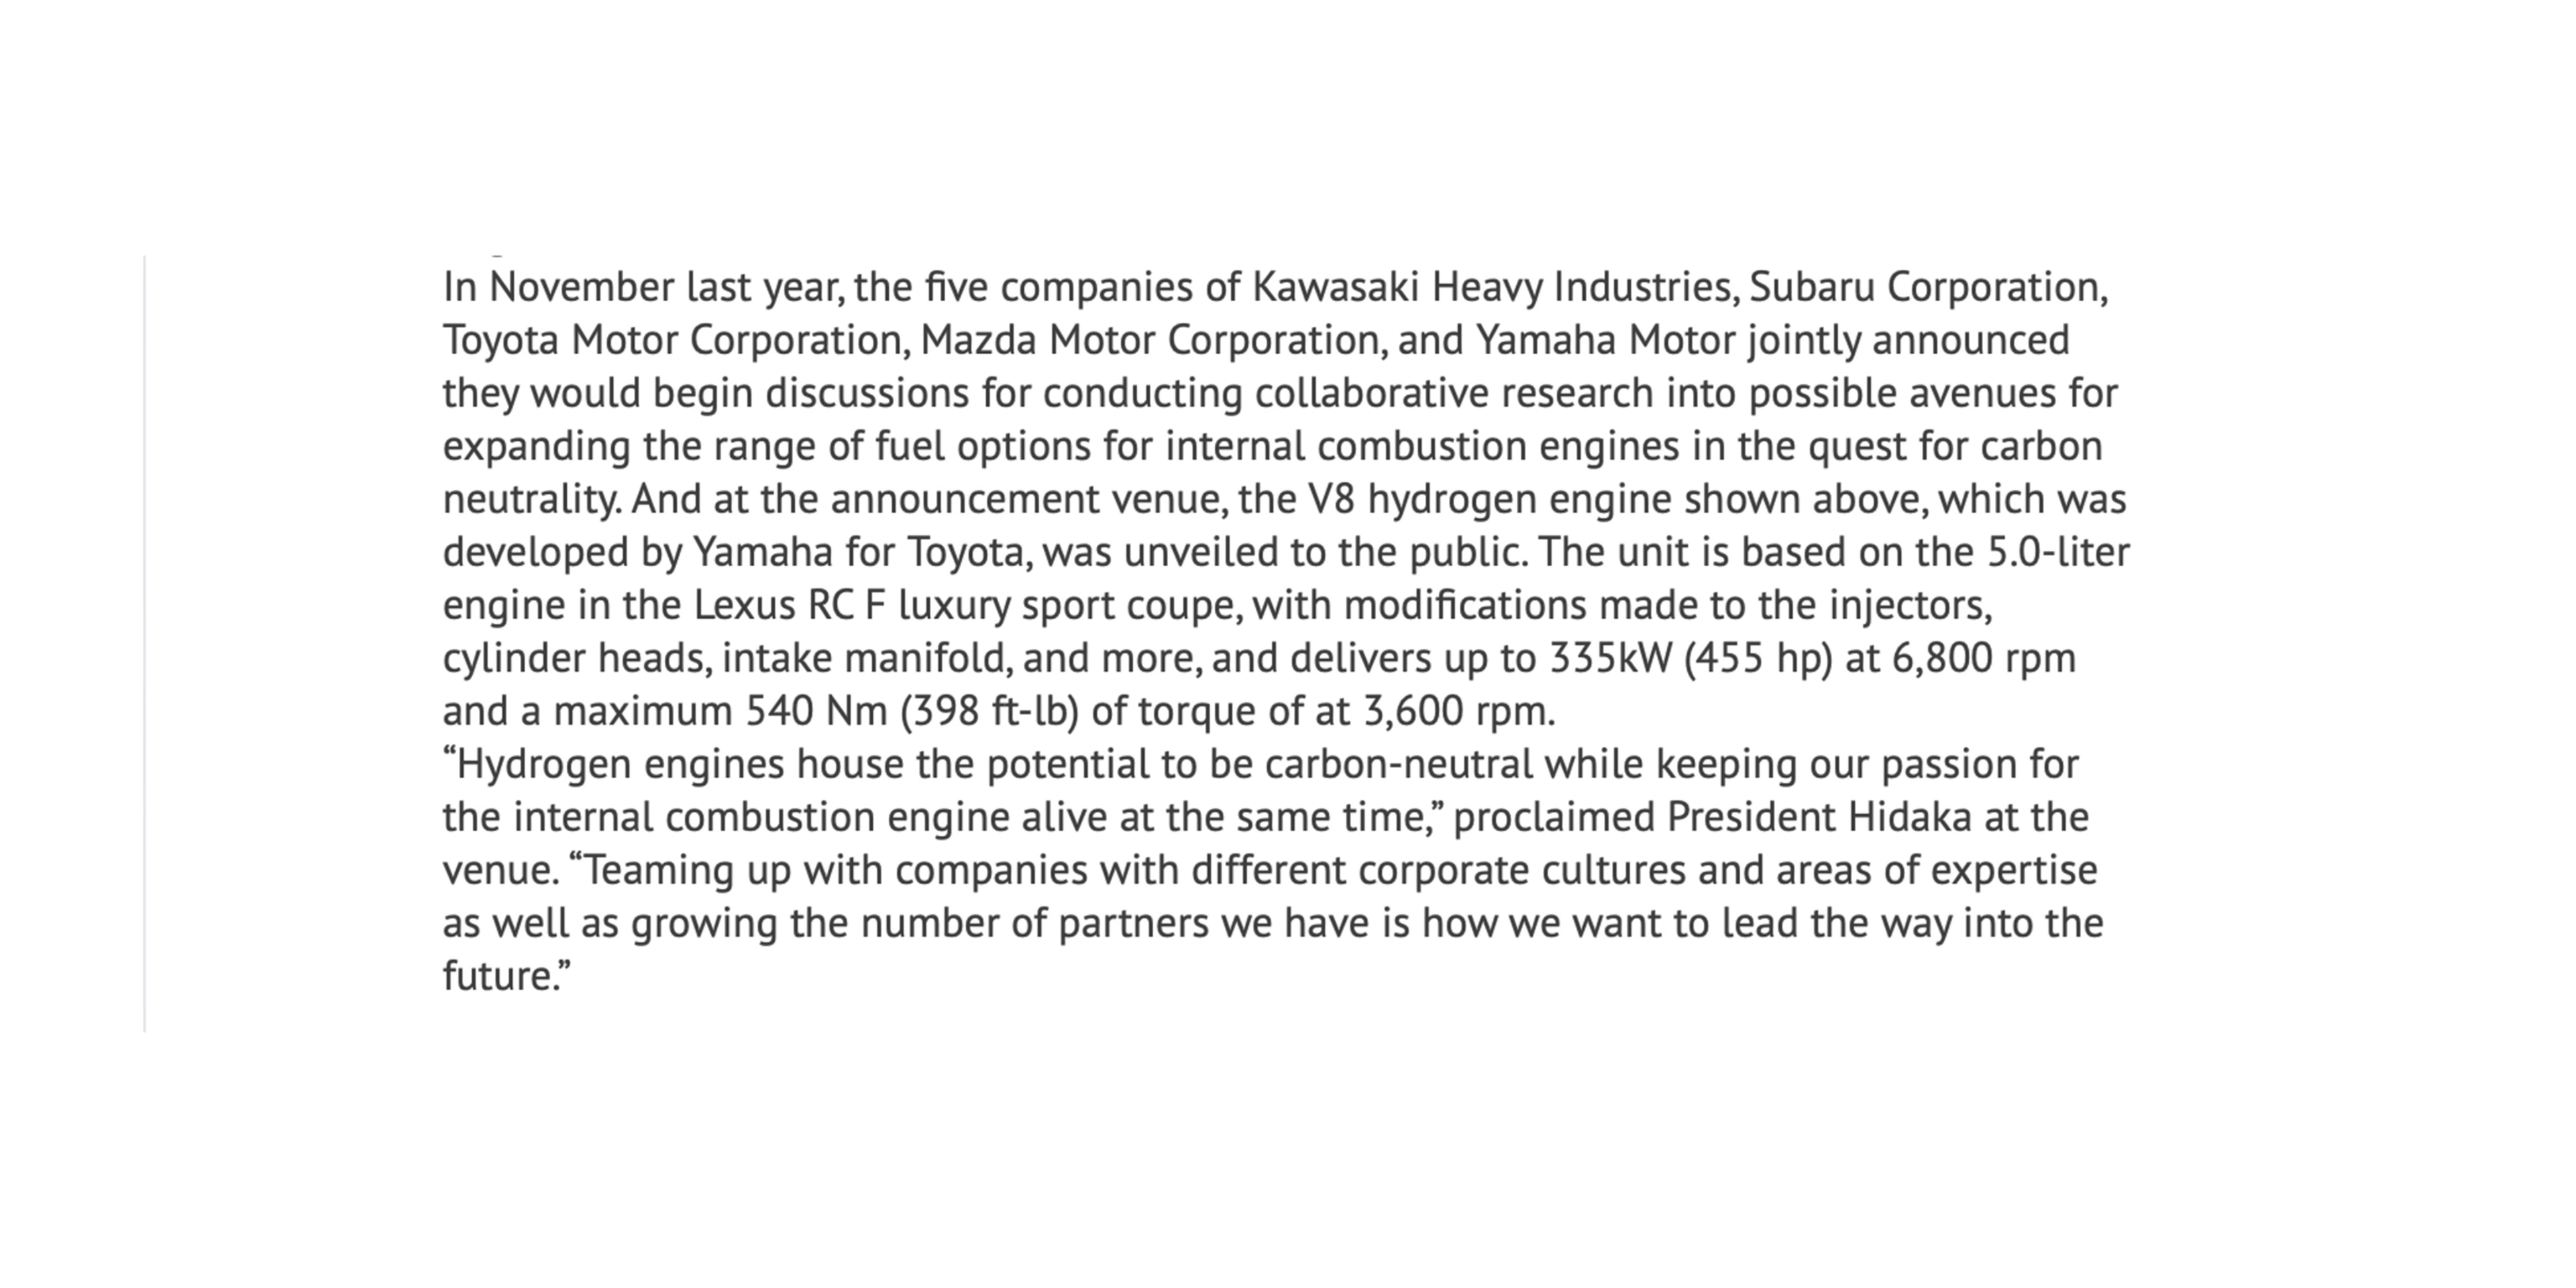 In November last year, the five companies of Kawasaki Heavy Industries, Subaru Corporation,
Toyota Motor Corporation, Mazda Motor Corporation, and Yamaha Motor jointly announced
they would begin discussions for conducting collaborative research into possible avenues for
expanding the range of fuel options for internal combustion engines in the quest for carbon
neutrality. And at the announcement venue, the V8 hydrogen engine shown above, which was
developed by Yamaha for Toyota, was unveiled to the public. The unit is based on the 5.0-liter
engine in the Lexus RC F luxury sport coupe, with modifications made to the injectors,
cylinder heads, intake manifold, and more, and delivers up to 335kW (455 hp) at 6,800 rpm
and a maximum 540 Nm (398 ft-lb) of torque of at 3,600 rpm.
“Hydrogen engines house the potential to be carbon-neutral while keeping our passion for
the internal combustion engine alive at the same time,” proclaimed President Hidaka at the
venue. “Teaming up with companies with different corporate cultures and areas of expertise
as well as growing the number of partners we have is how we want to lead the way into the
future.”